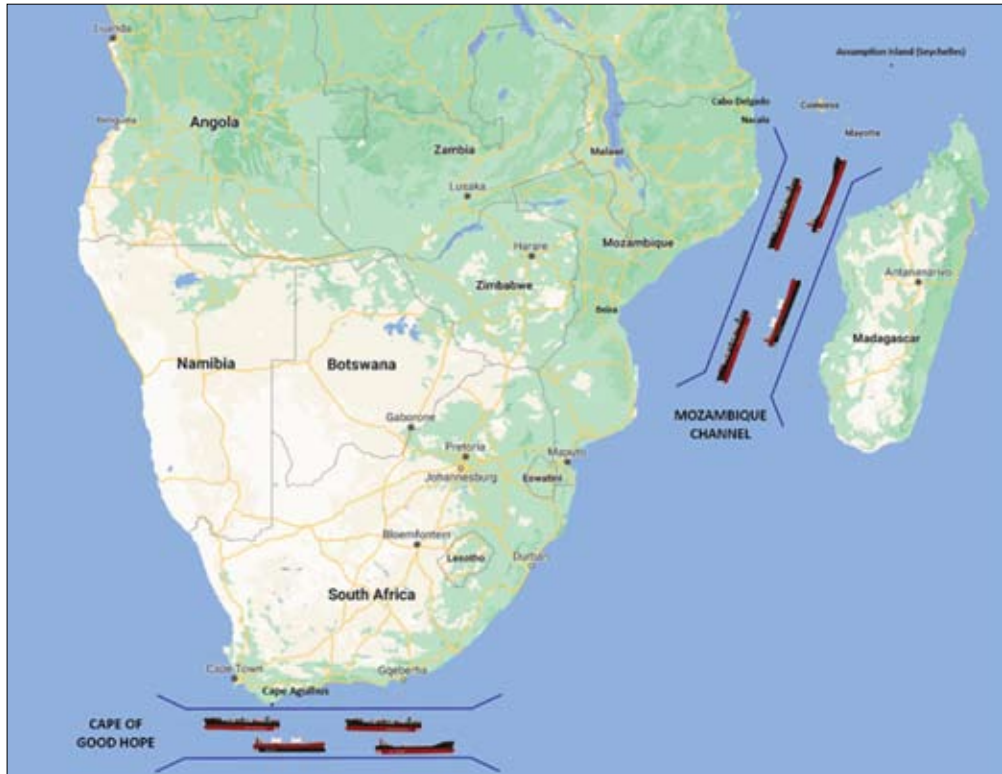 Luanda
Assumption Island (Seychelles)
Cabo Delgado
Comoros
Nacala
Benguela
Angola
Mayotte
Zambia
Malawi
Lusaka
Harare
Mozambique
Antananarivo
Zimbabwe
Beira
Madagascar
Namibia
Botswana
MOZAMBIQUE
CHANNEL
Gaborone
Pretoria
Maputo
Johannesburg
Eswatini
Bloemfontein
Lesotho
Durban
South Africa
Cape Town
Gqeberha
Cape Agulhus
CAPE OF
GOOD HOPE